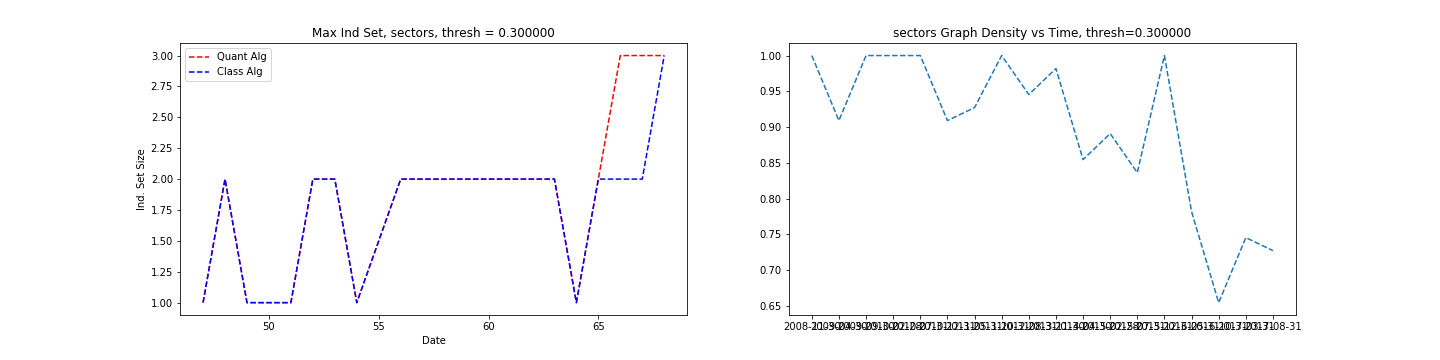 Max Ind Set, sectors, thresh = 0.300000
Quant Alg
Class Alg
3.00
2.75
2.50
2.25
2.00
1.75
1.50
1.25
1.00
Ind. Set Size
50 55 60 65
Date
sectors Graph Density vs Time, thresh=0.300000
1.00
0.95
0.90
0.85
0.80
0.75
0.70
0.65